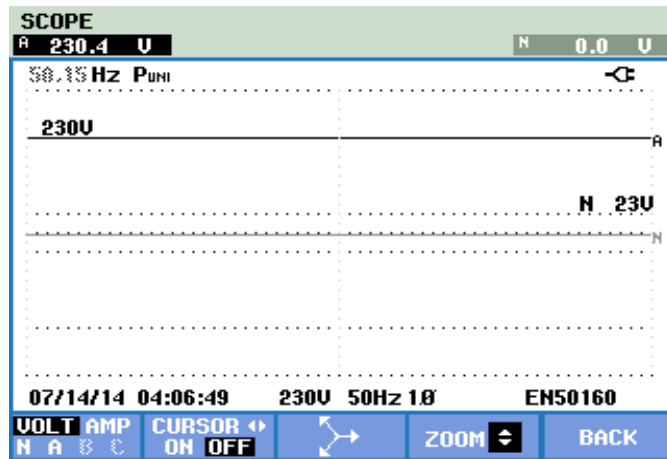 SCOPE
A 230.4 V N 0.0 V
50.15 Hz PUNI
230V
A
N 23V
N
07/14/14 04:06:49 230V 50Hz 1Ø EN50160
VOLT AMP CURSOR ZOOM BACK
N A B C ON OFF